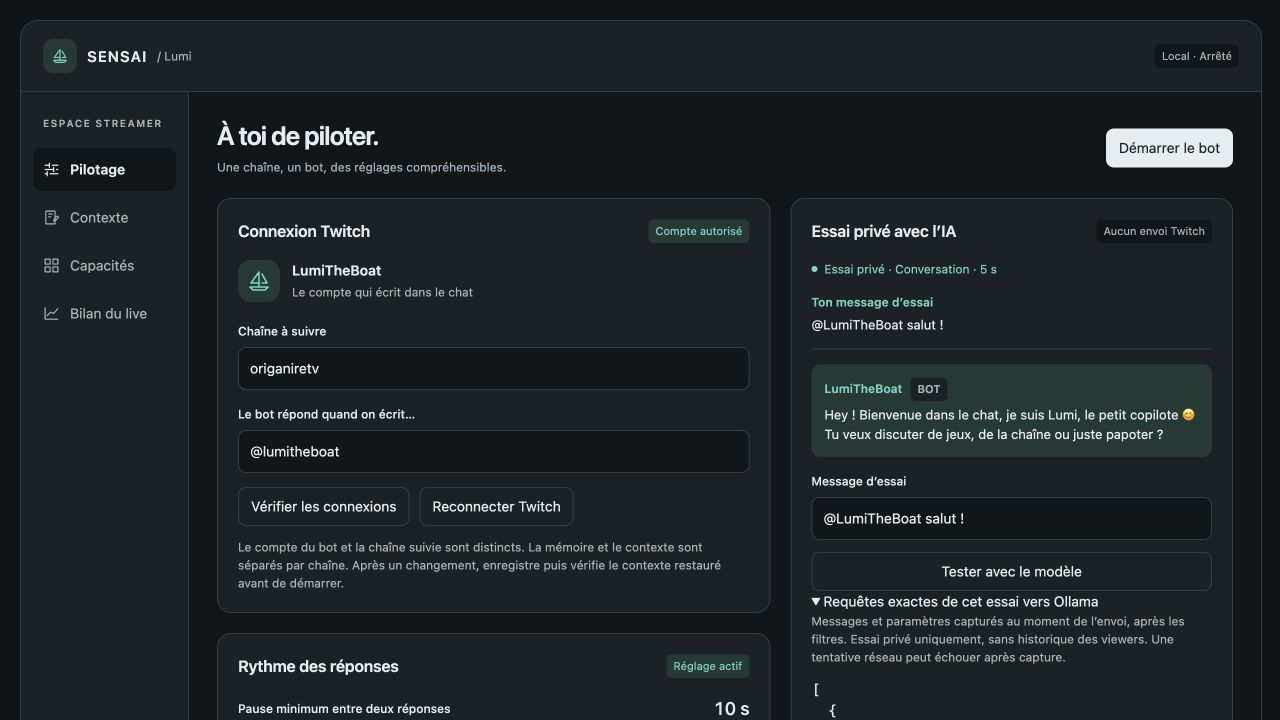 SENSAI / Lumi
Local · Arrêté
ESPACE STREAMER
Pilotage
Contexte
Capacités
Bilan du live
À toi de piloter.
Une chaîne, un bot, des réglages compréhensibles.
Démarrer le bot
Connexion Twitch
Compte autorisé
LumiTheBoat
Le compte qui écrit dans le chat
Chaîne à suivre
origaniretv
Le bot répond quand on écrit...
@lumitheboat
Vérifier les connexions
Reconnecter Twitch
Le compte du bot et la chaîne suivie sont distincts. La mémoire et le contexte sont
séparés par chaîne. Après un changement, enregistre puis vérifie le contexte restauré
avant de démarrer.
Rythme des réponses
Réglage actif
Pause minimum entre deux réponses
10 s
Essai privé avec l’IA
Aucun envoi Twitch
Essai privé · Conversation · 5 s
Ton message d’essai
@LumiTheBoat salut !
LumiTheBoat BOT
Hey ! Bienvenue dans le chat, je suis Lumi, le petit copilote 😊
Tu veux discuter de jeux, de la chaîne ou juste papoter ?
Message d’essai
@LumiTheBoat salut !
Tester avec le modèle
▼ Requêtes exactes de cet essai vers Ollama
Messages et paramètres capturés au moment de l’envoi, après les
filtres. Essai privé uniquement, sans historique des viewers. Une
tentative réseau peut échouer après capture.
[
{